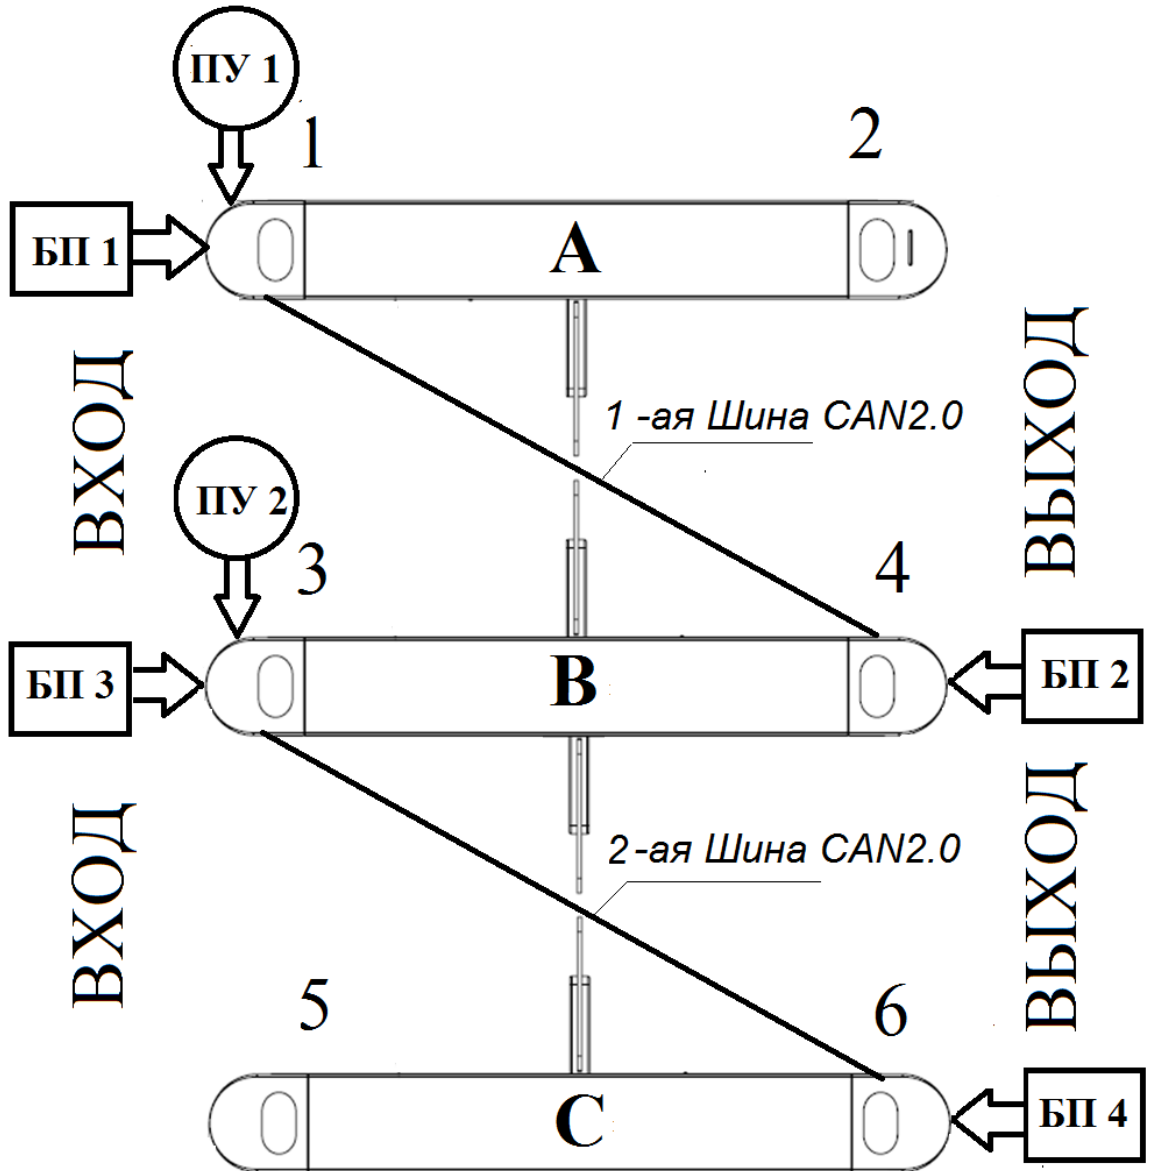 ПУ 1
1
2
БП 1
А
ВХОД
ВЫХОД
1 -ая Шина CAN2.0
ПУ 2
3
4
БП 3
В
БП 2
ВХОД
ВЫХОД
2 -ая Шина CAN2.0
5
6
С
БП 4